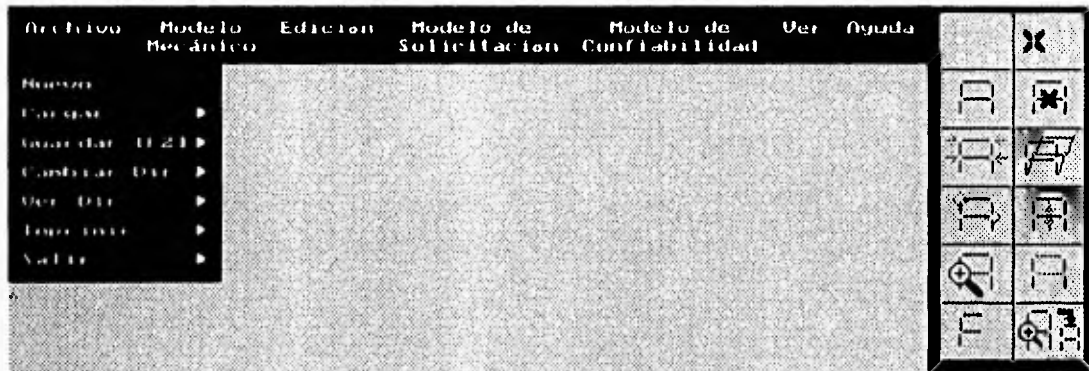 Archivo Modelo Edicion Modelo de Modelo de Ver Ayuda
Mecánico Solicitacion Confiabilidad
Nuevo
Cargar
Guardar [F2]
Cambiar Dir
Ver Dir
Imprimir
Salir